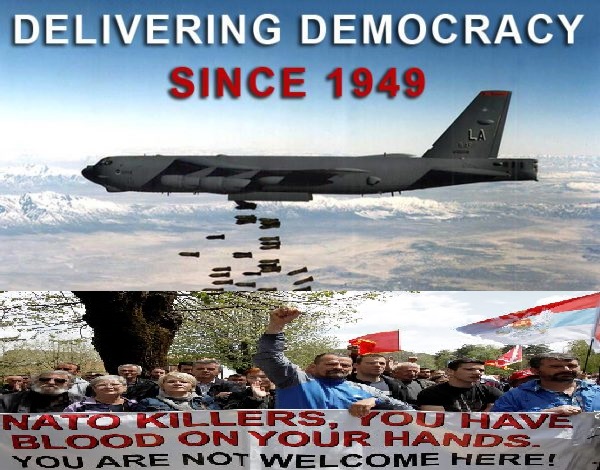 DELIVERING DEMOCRACY
SINCE 1949
LA
NATO KILLERS, YOU HAVE
BLOOD ON YOUR HANDS.
YOU ARE NOT WELCOME HERE!